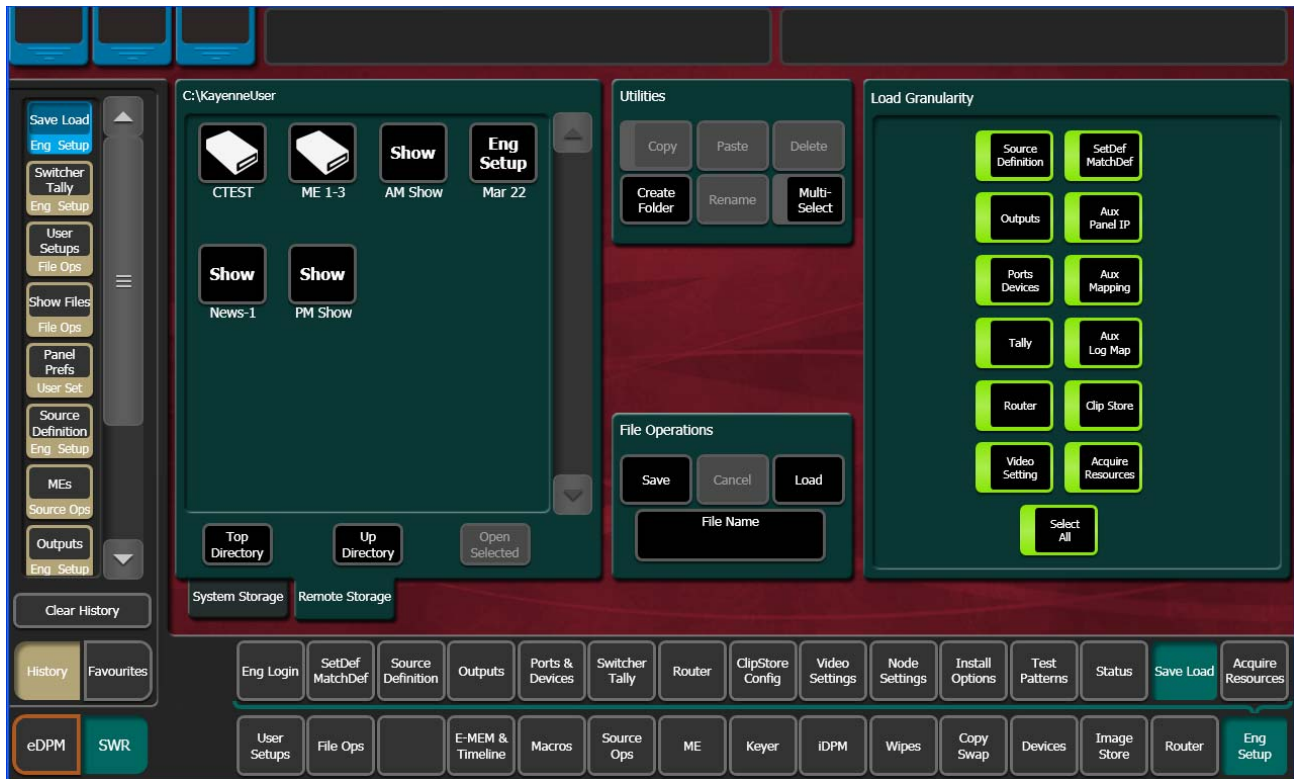 Save Load
Eng Setup
Switcher
Tally
Eng Setup
User
Setups
File Ops
Show Files
File Ops
Panel
Prefs
User Set
Source
Definition
Eng Setup
MEs
Source Ops
Outputs
Eng Setup
Clear History
History
Favourites
eDPM
SWR
C:\KayenneUser
CTEST
ME 1-3
Show
AM Show
Eng
Setup
Mar 22
Show
News-1
Show
PM Show
Top
Directory
Up
Directory
Open
Selected
System Storage
Remote Storage
Utilities
Copy
Paste
Delete
Create
Folder
Rename
Multi-
Select
File Operations
Save
Cancel
Load
File Name
Load Granularity
Source
Definition
SetDef
MatchDef
Outputs
Aux
Panel IP
Ports
Devices
Aux
Mapping
Tally
Aux
Log Map
Router
Clip Store
Video
Setting
Acquire
Resources
Select
All
Eng Login
SetDef
MatchDef
Source
Definition
Outputs
Ports &
Devices
Switcher
Tally
Router
ClipStore
Config
Video
Settings
Node
Settings
Install
Options
Test
Patterns
Status
Save Load
Acquire
Resources
User
Setups
File Ops
E-MEM &
Timeline
Macros
Source
Ops
ME
Keyer
iDPM
Wipes
Copy
Swap
Devices
Image
Store
Router
Eng
Setup